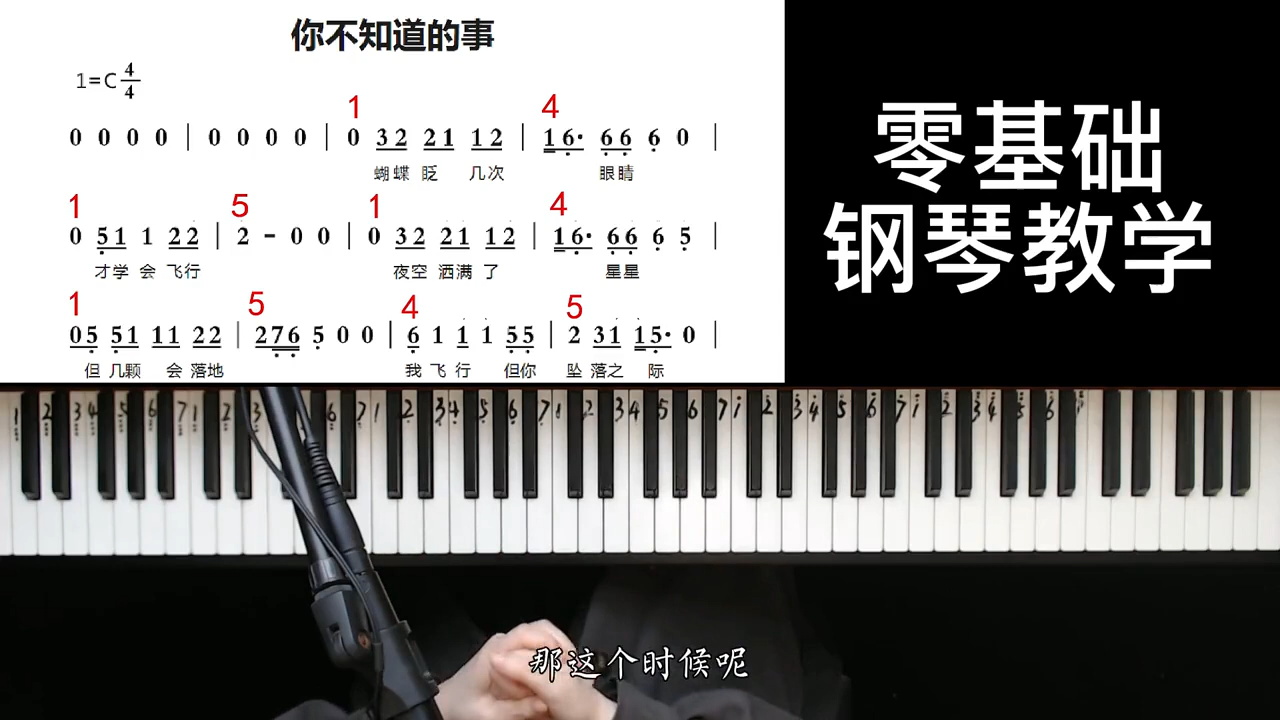 你不知道的事
1=C 4/4
1 4
0 0 0 0 | 0 0 0 0 | 0 32 21 12 | 16· 66 6 0 |
蝴蝶 眨 几次 眼睛
1 5 1 4
0 51 1 22 | 2 - 0 0 | 0 32 21 12 | 16· 66 6 5 |
才学 会 飞行 夜空 洒满 了 星星
1 5 4 5
05 51 11 22 | 276 5 0 0 | 6 1 1 1 55 | 2 31 15· 0 |
但 几颗 会 落地 我 飞 行 但你 坠 落之 际
零基础
钢琴教学
那这个时候呢